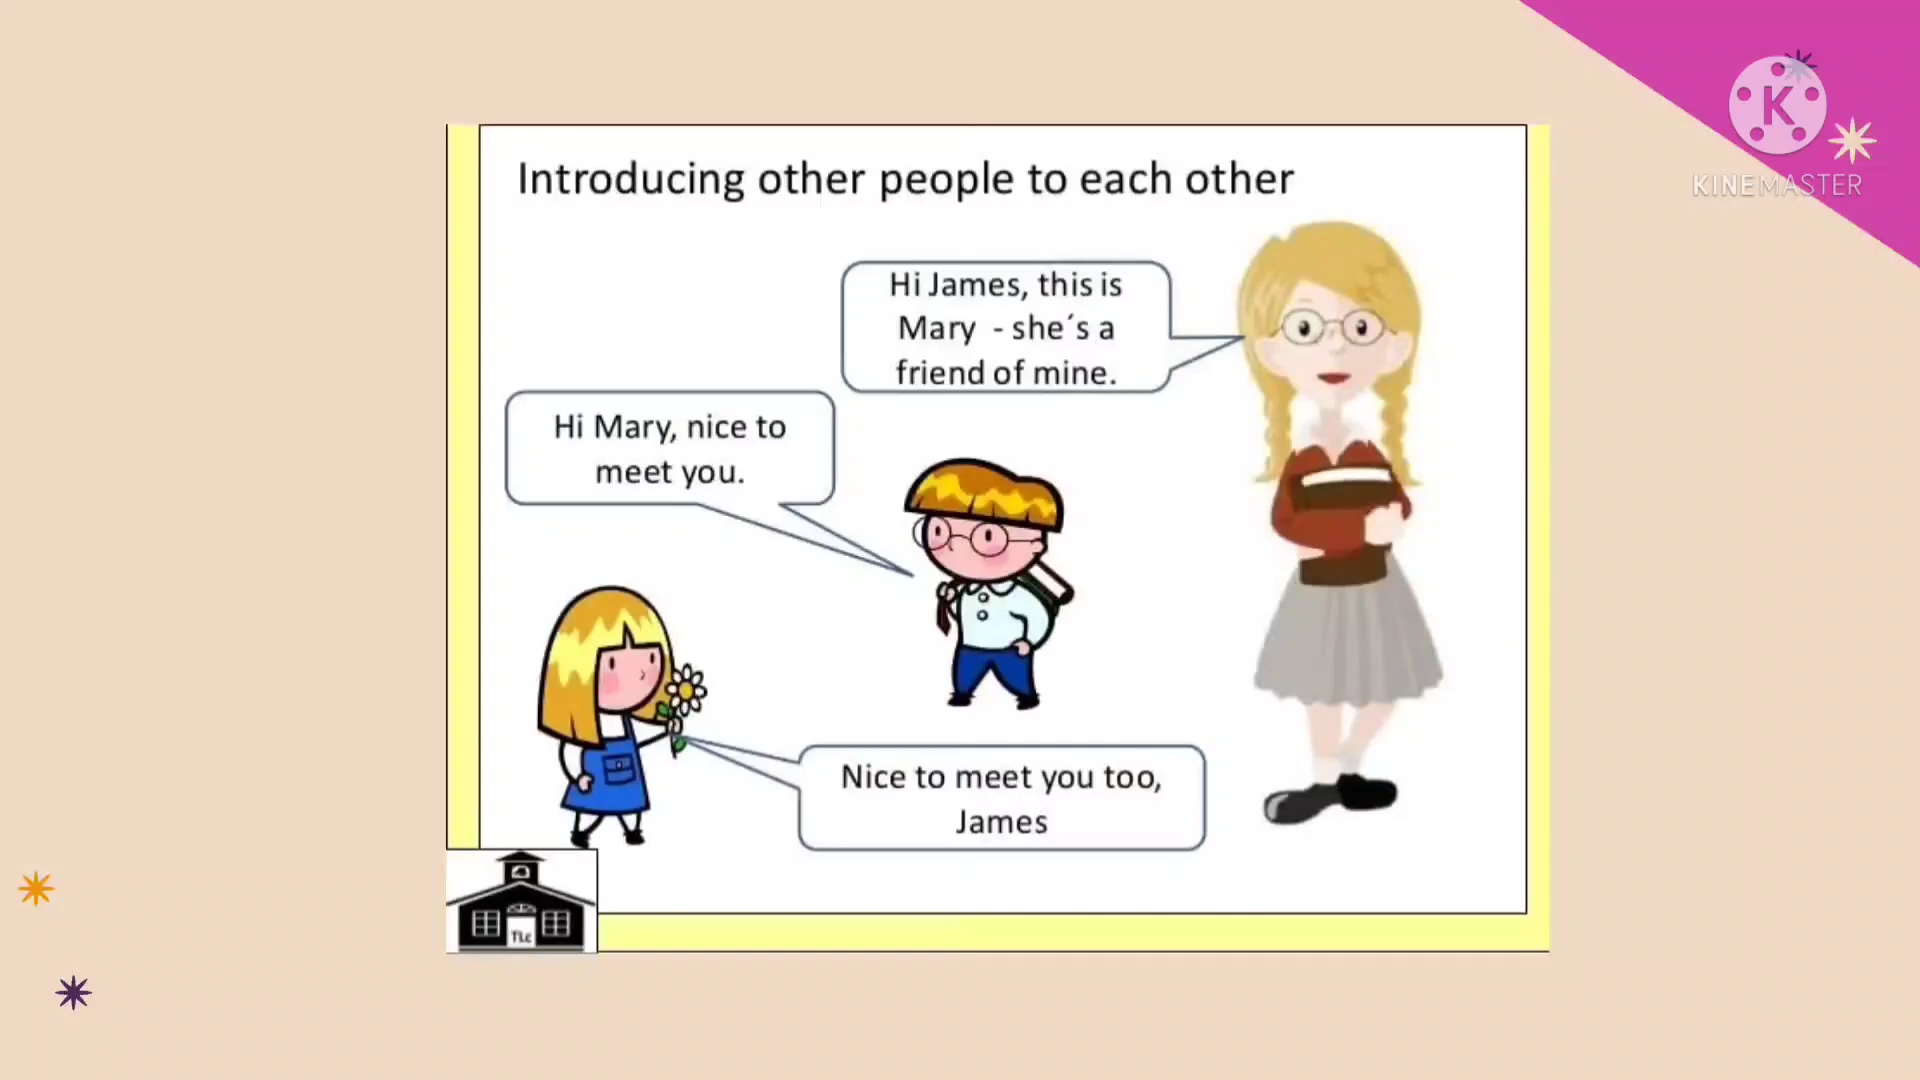 Introducing other people to each other
Hi James, this is
Mary - she´s a
friend of mine.
Hi Mary, nice to
meet you.
Nice to meet you too,
James
TLC
K
KINEMASTER